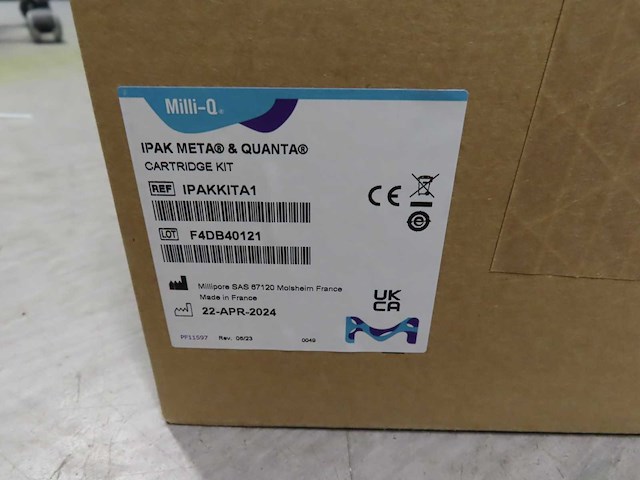 Milli-Q®
IPAK META® & QUANTA®
CARTRIDGE KIT
REF IPAKKITA1
LOT F4DB40121
Millipore SAS 67120 Molsheim France
Made in France
22-APR-2024
PF11597 Rev. 06/23 0049
CE
UK
CA
M